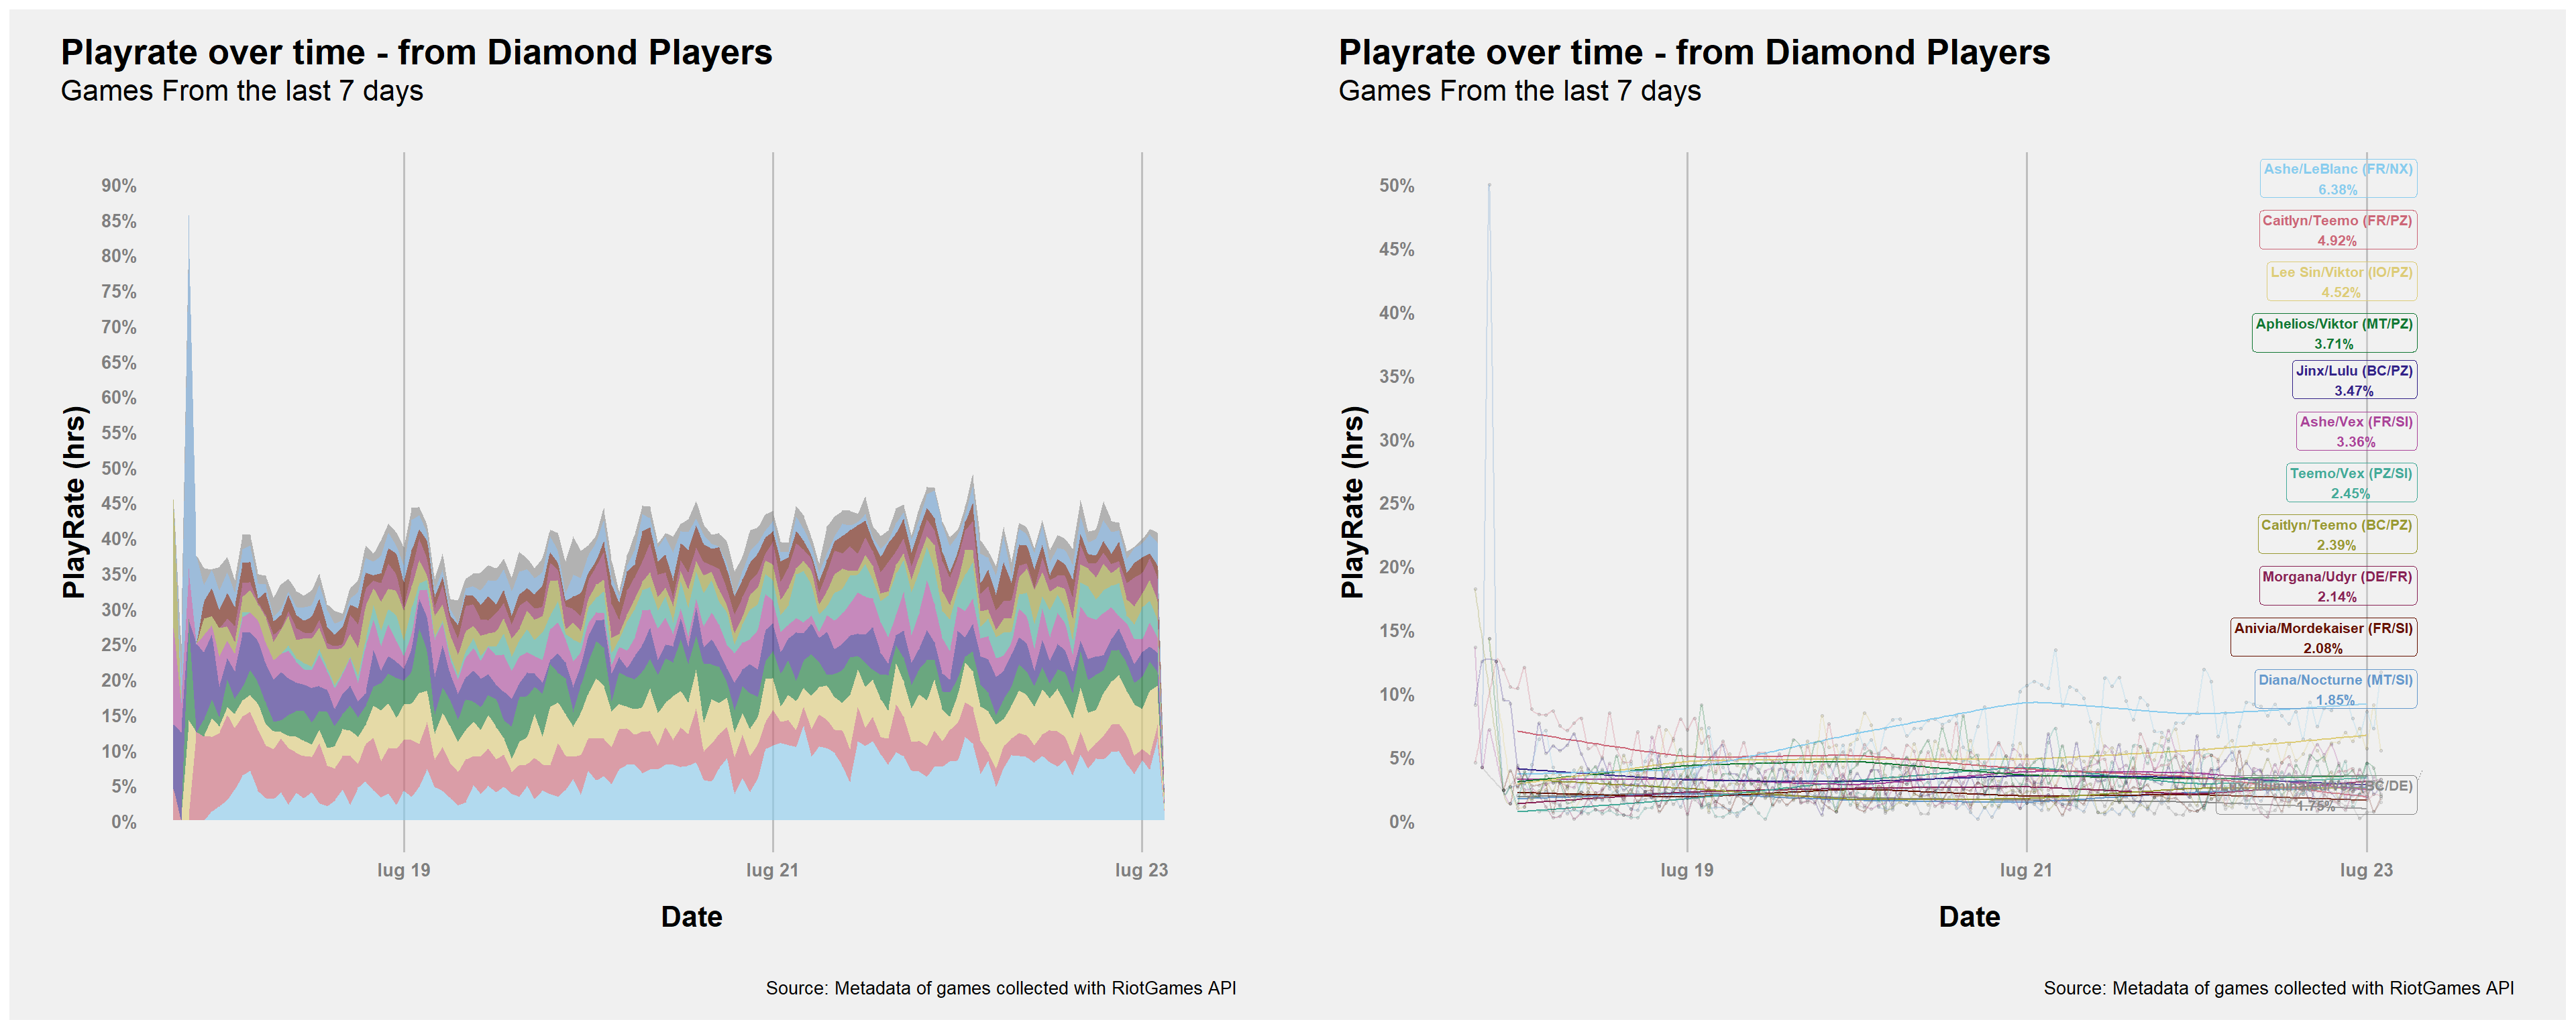 Playrate over time - from Diamond Players
Games From the last 7 days
PlayRate (hrs)
90%
85%
80%
75%
70%
65%
60%
55%
50%
45%
40%
35%
30%
25%
20%
15%
10%
5%
0%
lug 19
lug 21
lug 23
Date
Source: Metadata of games collected with RiotGames API
Playrate over time - from Diamond Players
Games From the last 7 days
PlayRate (hrs)
50%
45%
40%
35%
30%
25%
20%
15%
10%
5%
0%
Ashe/LeBlanc (FR/NX)
6.38%
Caitlyn/Teemo (FR/PZ)
4.92%
Lee Sin/Viktor (IO/PZ)
4.52%
Aphelios/Viktor (MT/PZ)
3.71%
Jinx/Lulu (BC/PZ)
3.47%
Ashe/Vex (FR/SI)
3.36%
Teemo/Vex (PZ/SI)
2.45%
Caitlyn/Teemo (BC/PZ)
2.39%
Morgana/Udyr (DE/FR)
2.14%
Anivia/Mordekaiser (FR/SI)
2.08%
Diana/Nocturne (MT/SI)
1.85%
(BC/DE)
1.75%
lug 19
lug 21
lug 23
Date
Source: Metadata of games collected with RiotGames API